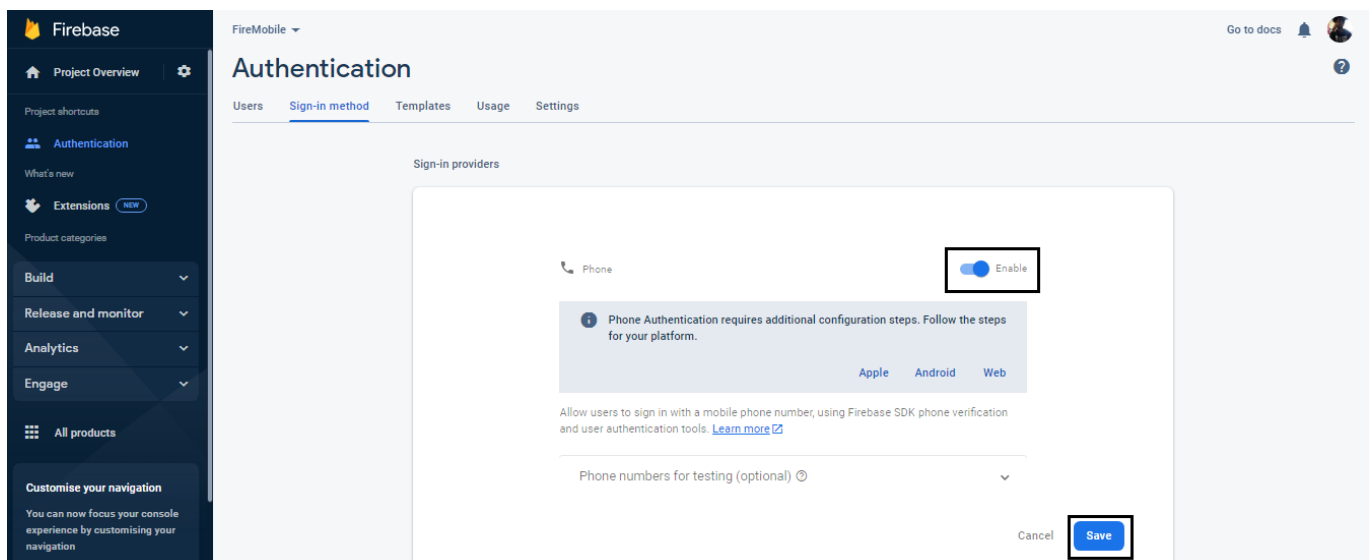 Firebase
Project Overview
Project shortcuts
Authentication
What's new
Extensions NEW
Product categories
Build
Release and monitor
Analytics
Engage
All products
Customise your navigation
You can now focus your console
experience by customising your
navigation
FireMobile
Go to docs
Authentication
Users Sign-in method Templates Usage Settings
Sign-in providers
Phone
Enable
Phone Authentication requires additional configuration steps. Follow the steps
for your platform.
Apple Android Web
Allow users to sign in with a mobile phone number, using Firebase SDK phone verification
and user authentication tools. Learn more
Phone numbers for testing (optional)
Cancel Save